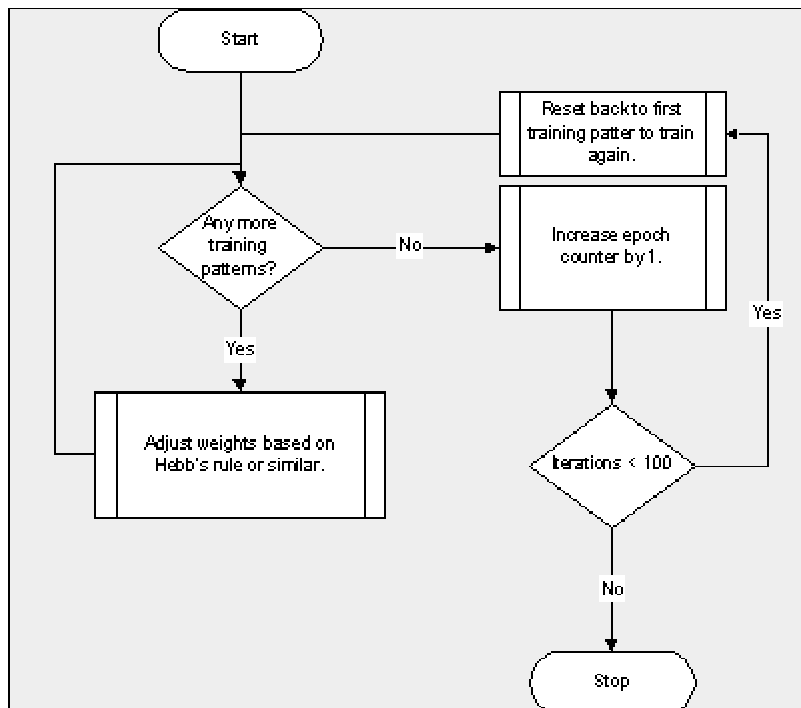 Start
Reset back to first
training patter to train
again.
Any more
training
patterns?
No
Increase epoch
counter by 1.
Yes
Yes
Adjust weights based on
Hebb's rule or similar.
Iterations < 100
No
Stop